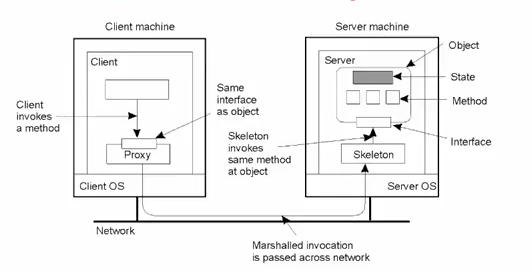 Client machine
Server machine
Object
Client
Server
State
Same
interface
as object
Client
invokes
a method
Method
Skeleton
invokes
same method
at object
Interface
Proxy
Skeleton
Client OS
Server OS
Network
Marshalled invocation
is passed across network